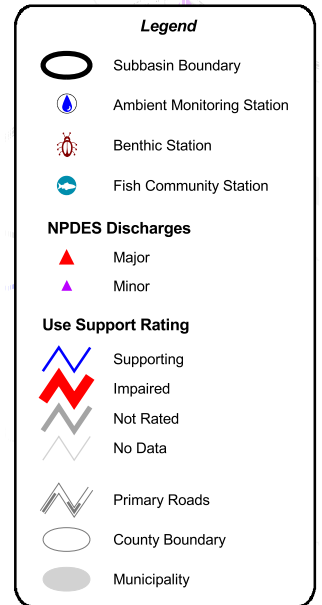 Legend
Subbasin Boundary
Ambient Monitoring Station
Benthic Station
Fish Community Station
NPDES Discharges
Major
Minor
Use Support Rating
Supporting
Impaired
Not Rated
No Data
Primary Roads
County Boundary
Municipality